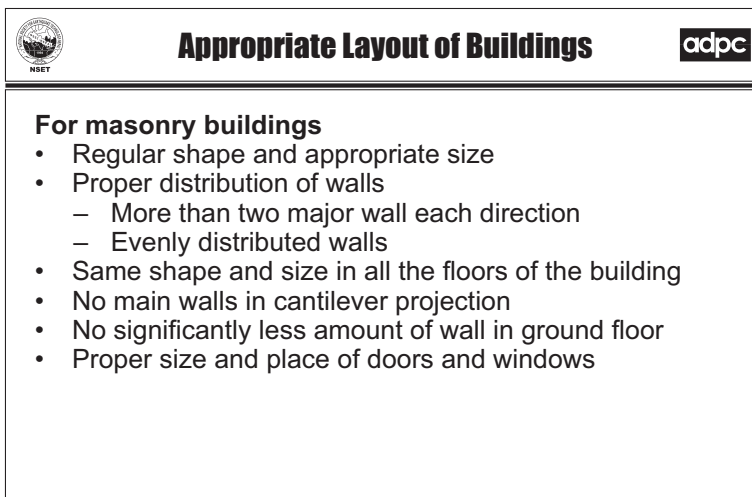 Appropriate Layout of Buildings
NSET
adpc
For masonry buildings
• Regular shape and appropriate size
• Proper distribution of walls
– More than two major wall each direction
– Evenly distributed walls
• Same shape and size in all the floors of the building
• No main walls in cantilever projection
• No significantly less amount of wall in ground floor
• Proper size and place of doors and windows